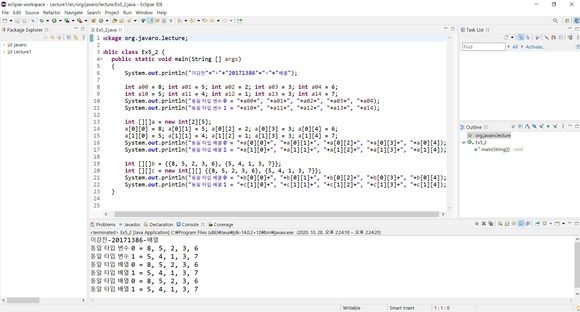 eclipse-workspace - Lecture1/src/org/javaro/lecture/Ex5_2.java - Eclipse IDE
File Edit Source Refactor Navigate Search Project Run Window Help
Package Explorer
javaro
Lecture1
Ex5_2.java
1 ckage org.javaro.lecture;
2
3 blic class Ex5_2 {
4 public static void main(String [] args)
5 {
6 System.out.println("이강찬"+"-"+"20171386"+"-"+"배열");
7
8 int a00 = 8; int a01 = 5; int a02 = 2; int a03 = 3; int a04 = 6;
9 int a10 = 5; int a11 = 4; int a12 = 1; int a13 = 3; int a14 = 7;
10 System.out.println("동일 타입 변수 0 = "+a00+", "+a01+", "+a02+", "+a03+", "+a04);
11 System.out.println("동일 타입 변수 1 = "+a10+", "+a11+", "+a12+", "+a13+", "+a14);
12
13 int [][]a = new int[2][5];
14 a[0][0] = 8; a[0][1] = 5; a[0][2] = 2; a[0][3] = 3; a[0][4] = 6;
15 a[1][0] = 5; a[1][1] = 4; a[1][2] = 1; a[1][3] = 3; a[1][4] = 7;
16 System.out.println("동일 타입 배열 0 = "+a[0][0]+", "+a[0][1]+", "+a[0][2]+", "+a[0][3]+", "+a[0][4]);
17 System.out.println("동일 타입 배열 1 = "+a[1][0]+", "+a[1][1]+", "+a[1][2]+", "+a[1][3]+", "+a[1][4]);
18
19 int [][]b = {{8, 5, 2, 3, 6}, {5, 4, 1, 3, 7}};
20 int [][]c = new int[][] {{8, 5, 2, 3, 6}, {5, 4, 1, 3, 7}};
21 System.out.println("동일 타입 배열 0 = "+b[0][0]+", "+b[0][1]+", "+b[0][2]+", "+b[0][3]+", "+b[0][4]);
22 System.out.println("동일 타입 배열 1 = "+c[1][0]+", "+c[1][1]+", "+c[1][2]+", "+c[1][3]+", "+c[1][4]);
23 }
24
25
Task List
Find
All
Activate...
Outline
org.javaro.lecture
Ex5_2
main(String[]) : void
Problems Javadoc Declaration Console Coverage
<terminated> Ex5_2 [Java Application] C:\Program Files (x86)\Java\jdk-14.0.2+12\bin\javaw.exe (2020. 10. 28. 오후 2:24:18 – 2:24:20)
이강찬-20171386-배열
동일 타입 변수 0 = 8, 5, 2, 3, 6
동일 타입 변수 1 = 5, 4, 1, 3, 7
동일 타입 배열 0 = 8, 5, 2, 3, 6
동일 타입 배열 1 = 5, 4, 1, 3, 7
동일 타입 배열 0 = 8, 5, 2, 3, 6
동일 타입 배열 1 = 5, 4, 1, 3, 7
Writable Smart Insert 1 : 1 : 0